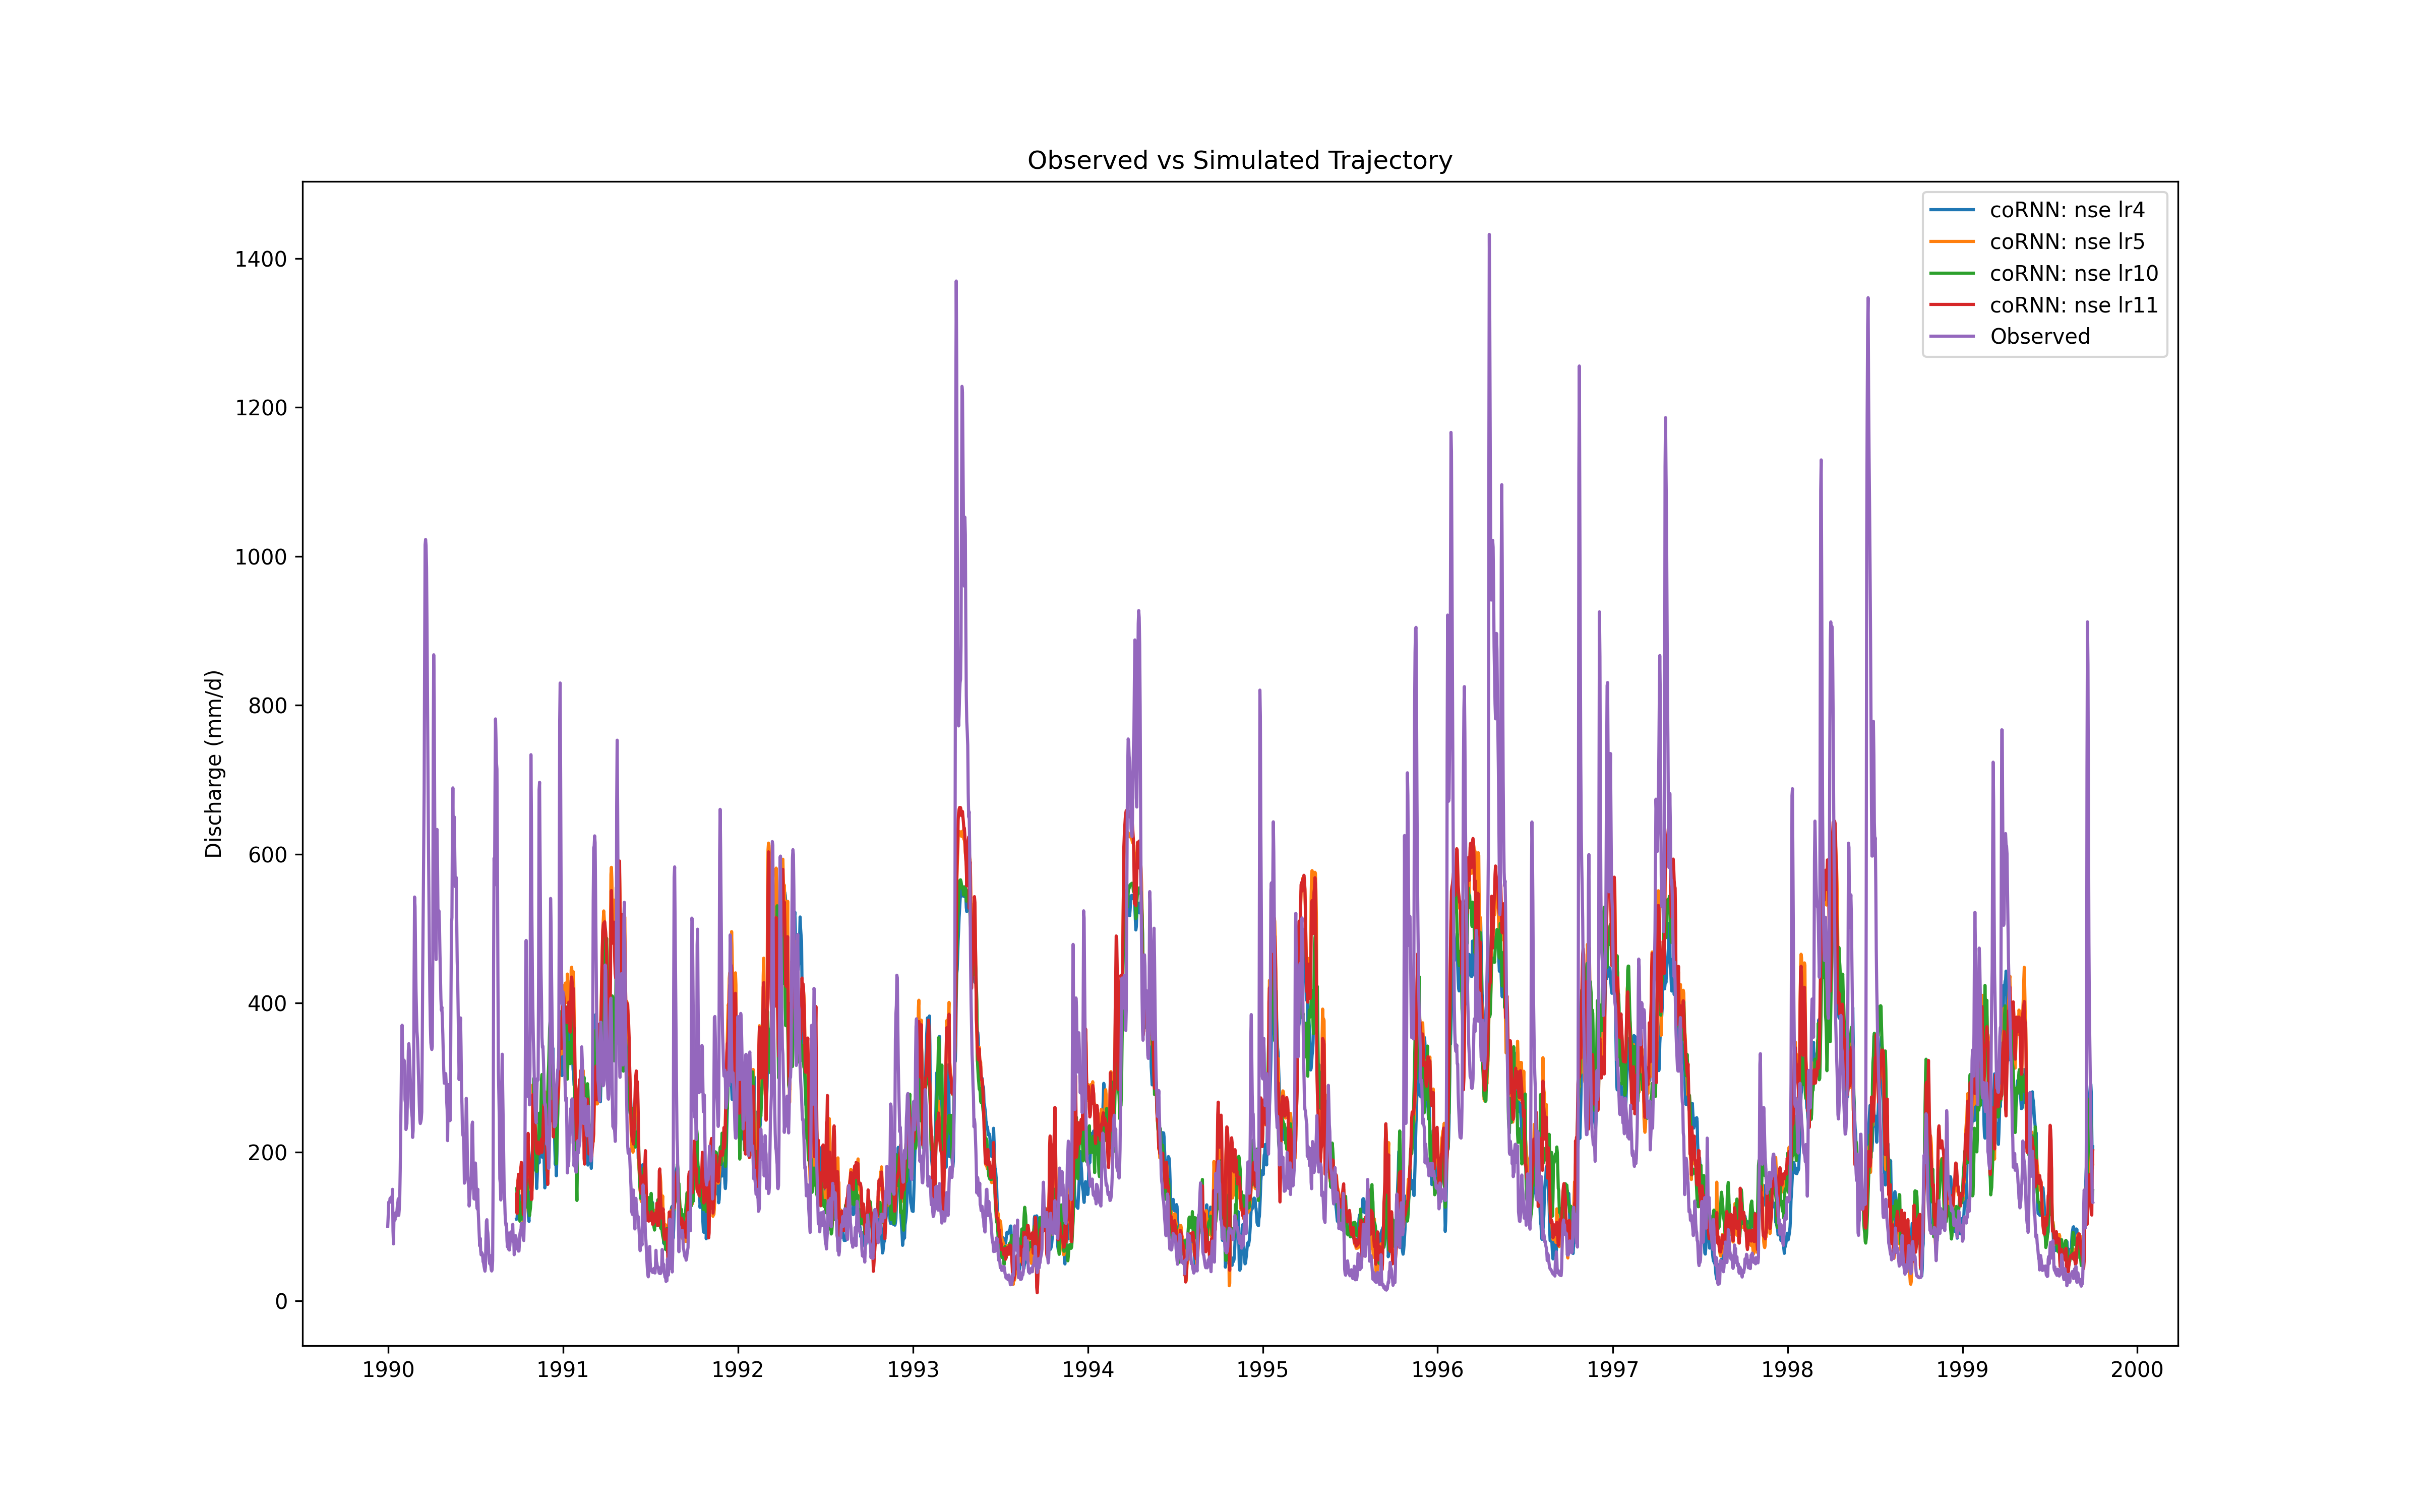 Observed vs Simulated Trajectory
coRNN: nse lr4
coRNN: nse lr5
coRNN: nse lr10
coRNN: nse lr11
Observed
1400
1200
1000
800
600
400
200
0
Discharge (mm/d)
1990 1991 1992 1993 1994 1995 1996 1997 1998 1999 2000